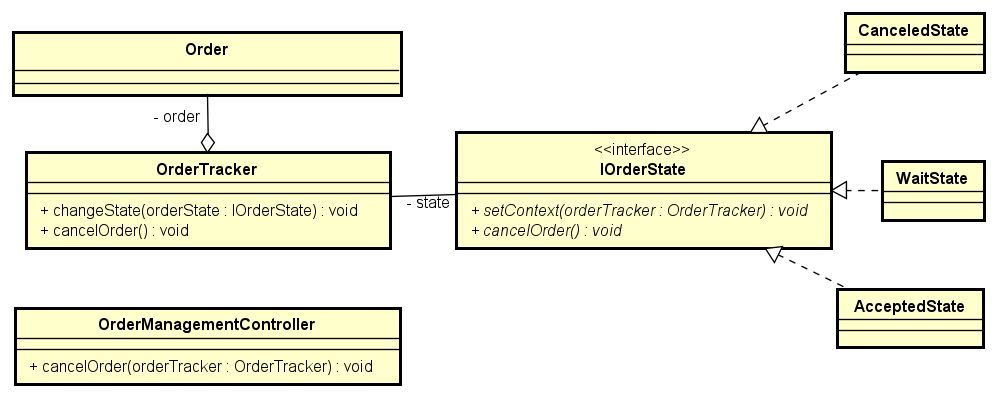 Order
- order
OrderTracker
+ changeState(orderState : IOrderState) : void
+ cancelOrder() : void
- state
<<interface>>
IOrderState
+ setContext(orderTracker : OrderTracker) : void
+ cancelOrder() : void
CanceledState
WaitState
AcceptedState
OrderManagementController
+ cancelOrder(orderTracker : OrderTracker) : void